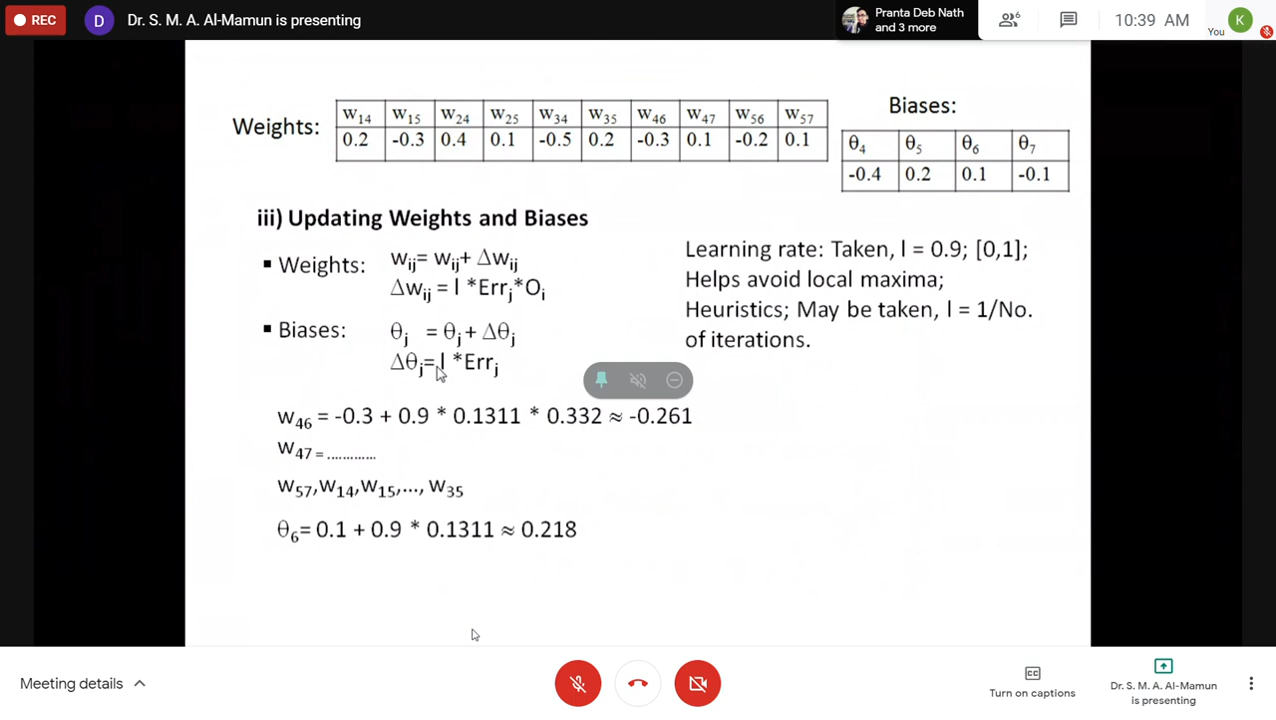 REC
D
Dr. S. M. A. Al-Mamun is presenting
Pranta Deb Nath
and 3 more
6
10:39 AM
You
K
Weights:
w14 w15 w24 w25 w34 w35 w46 w47 w56 w57
0.2 -0.3 0.4 0.1 -0.5 0.2 -0.3 0.1 -0.2 0.1
Biases:
θ4 θ5 θ6 θ7
-0.4 0.2 0.1 -0.1
iii) Updating Weights and Biases
▪ Weights: wij= wij+ Δwij
Δwij = l *Errj*Oi
▪ Biases: θj = θj+ Δθj
Δθj= l *Errj
Learning rate: Taken, l = 0.9; [0,1];
Helps avoid local maxima;
Heuristics; May be taken, l = 1/No.
of iterations.
w46 = -0.3 + 0.9 * 0.1311 * 0.332 ≈ -0.261
w47 = ............
w57,w14,w15,..., w35
θ6= 0.1 + 0.9 * 0.1311 ≈ 0.218
Meeting details
CC
Turn on captions
Dr. S. M. A. Al-Mamun
is presenting